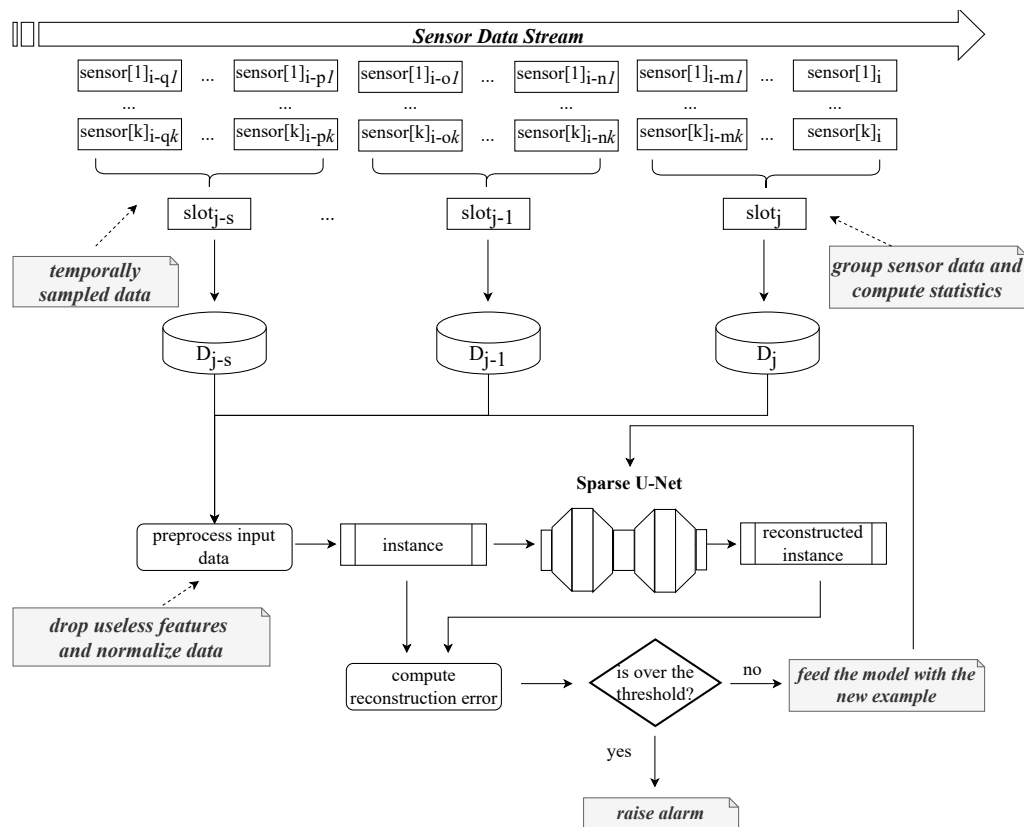 Sensor Data Stream
sensor[1]i-q1 ... sensor[1]i-p1 sensor[1]i-o1 ... sensor[1]i-n1 sensor[1]i-m1 ... sensor[1]i
... ... ... ... ... ...
sensor[k]i-qk ... sensor[k]i-pk sensor[k]i-ok ... sensor[k]i-nk sensor[k]i-mk ... sensor[k]i
slotj-s ... slotj-1 slotj
temporally
sampled data
group sensor data and
compute statistics
Dj-s Dj-1 Dj
Sparse U-Net
preprocess input
data
instance
reconstructed
instance
drop useless features
and normalize data
compute
reconstruction error
is over the
threshold?
no
feed the model with the
new example
yes
raise alarm